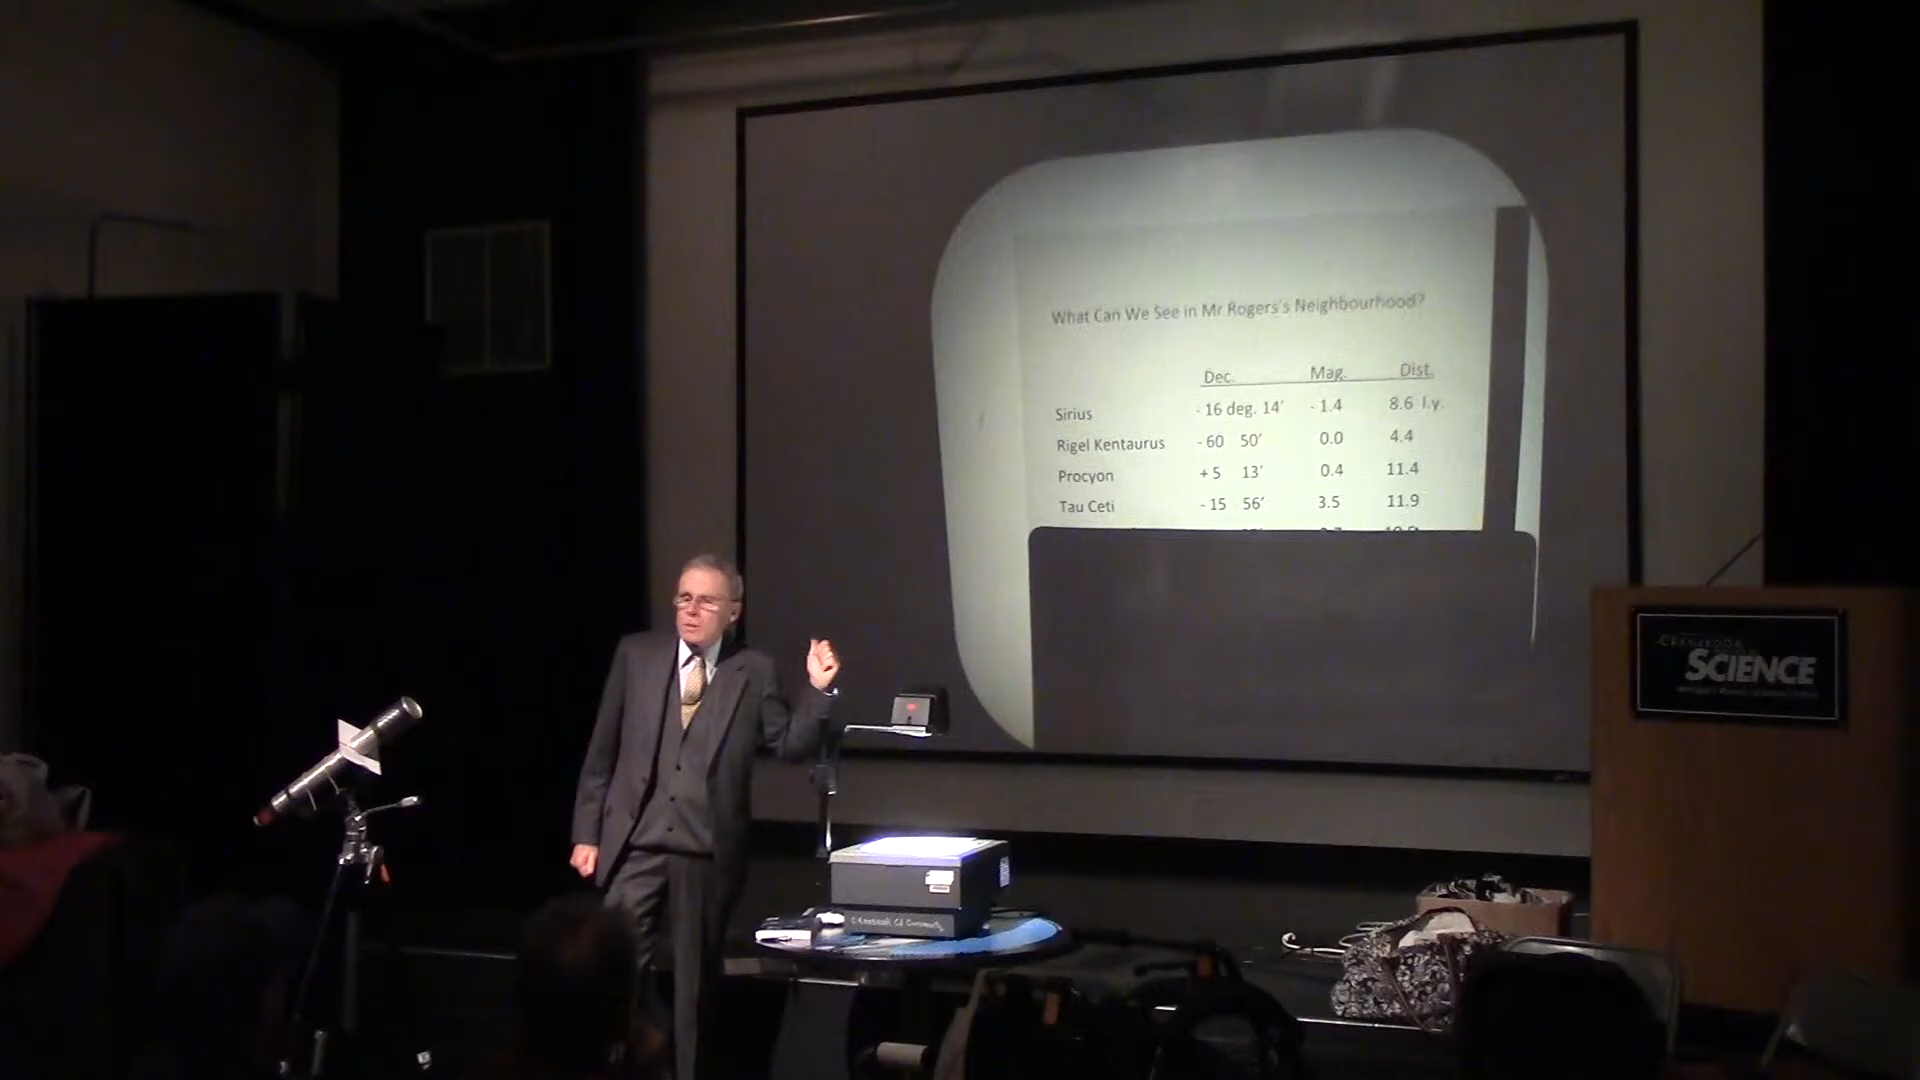 What Can We See in Mr Rogers's Neighbourhood?
Dec. Mag. Dist.
Sirius - 16 deg. 14' - 1.4 8.6 l.y.
Rigel Kentaurus - 60 50' 0.0 4.4
Procyon + 5 13' 0.4 11.4
Tau Ceti - 15 56' 3.5 11.9
CRANBROOK
SCIENCE